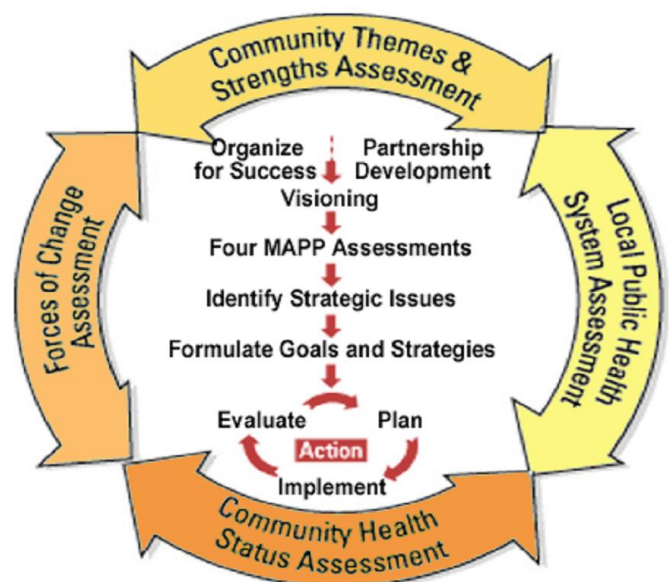 Community Themes &
Strengths Assessment
Organize
for Success
Partnership
Development
Visioning
Four MAPP Assessments
Identify Strategic Issues
Formulate Goals and Strategies
Evaluate
Plan
Action
Implement
Forces of Change
Assessment
Local Public Health
System Assessment
Community Health
Status Assessment